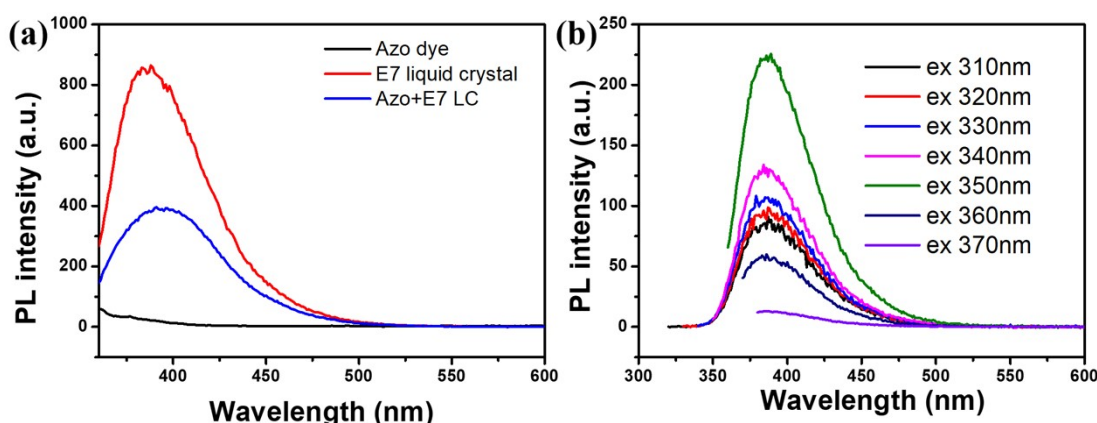 (a)
PL intensity (a.u.)
1000
800
600
400
200
0
400
450
500
550
600
Wavelength (nm)
Azo dye
E7 liquid crystal
Azo+E7 LC
(b)
PL intensity (a.u.)
250
200
150
100
50
0
300
350
400
450
500
550
600
Wavelength (nm)
ex 310nm
ex 320nm
ex 330nm
ex 340nm
ex 350nm
ex 360nm
ex 370nm